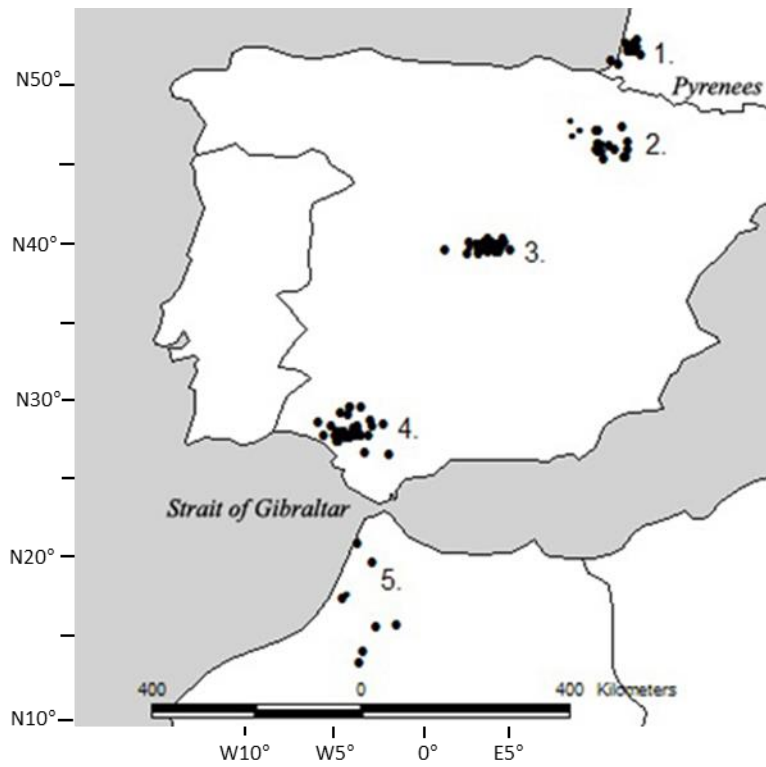 1.
N50°
Pyrenees
2.
N40°
3.
N30°
4.
Strait of Gibraltar
N20°
5.
400 0 400 Kilometers
N10°
W10° W5° 0° E5°